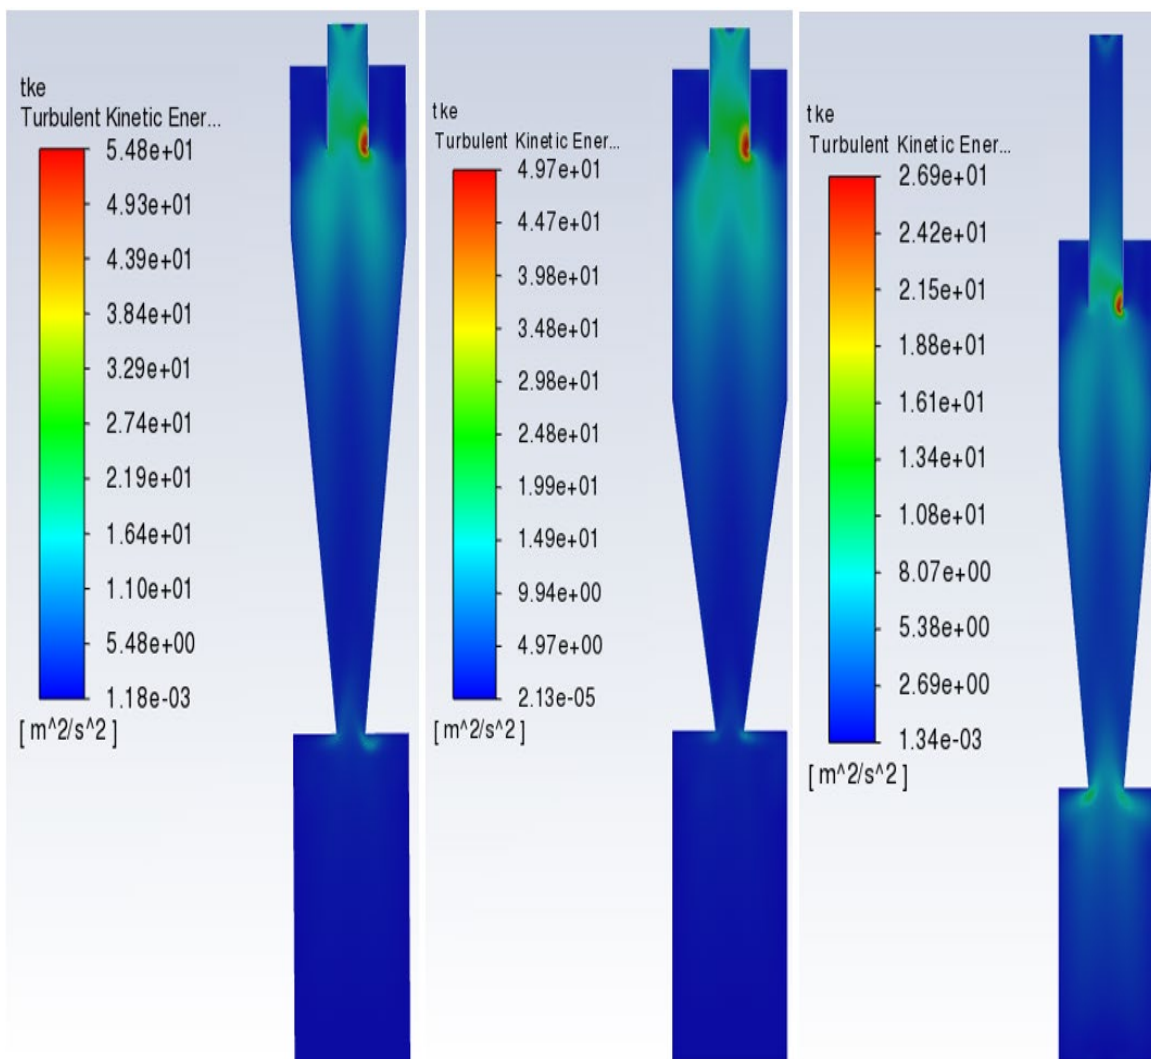 tke
Turbulent Kinetic Ener...
5.48e+01
4.93e+01
4.39e+01
3.84e+01
3.29e+01
2.74e+01
2.19e+01
1.64e+01
1.10e+01
5.48e+00
1.18e-03
[ m^2/s^2 ]
tke
Turbulent Kinetic Ener...
4.97e+01
4.47e+01
3.98e+01
3.48e+01
2.98e+01
2.48e+01
1.99e+01
1.49e+01
9.94e+00
4.97e+00
2.13e-05
[ m^2/s^2 ]
tke
Turbulent Kinetic Ener...
2.69e+01
2.42e+01
2.15e+01
1.88e+01
1.61e+01
1.34e+01
1.08e+01
8.07e+00
5.38e+00
2.69e+00
1.34e-03
[ m^2/s^2 ]